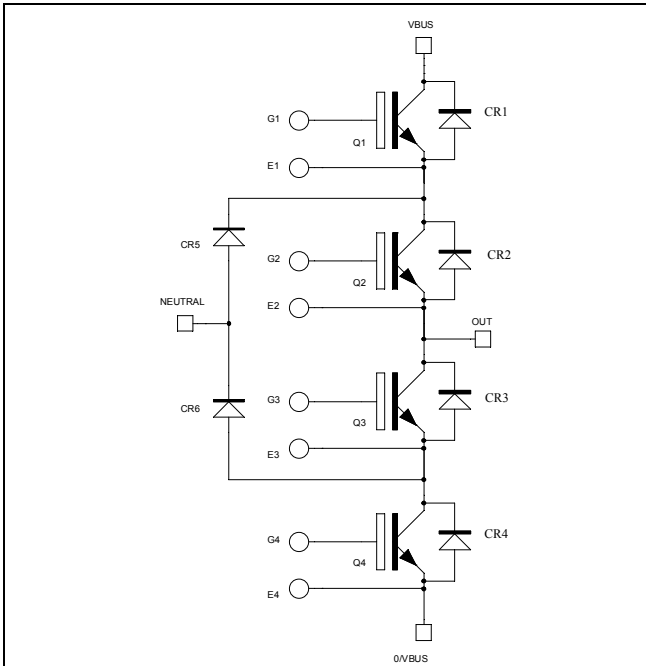 VBUS
G1
Q1
CR1
E1
CR5
G2
Q2
CR2
E2
NEUTRAL
OUT
CR6
G3
Q3
CR3
E3
G4
Q4
CR4
E4
0/VBUS